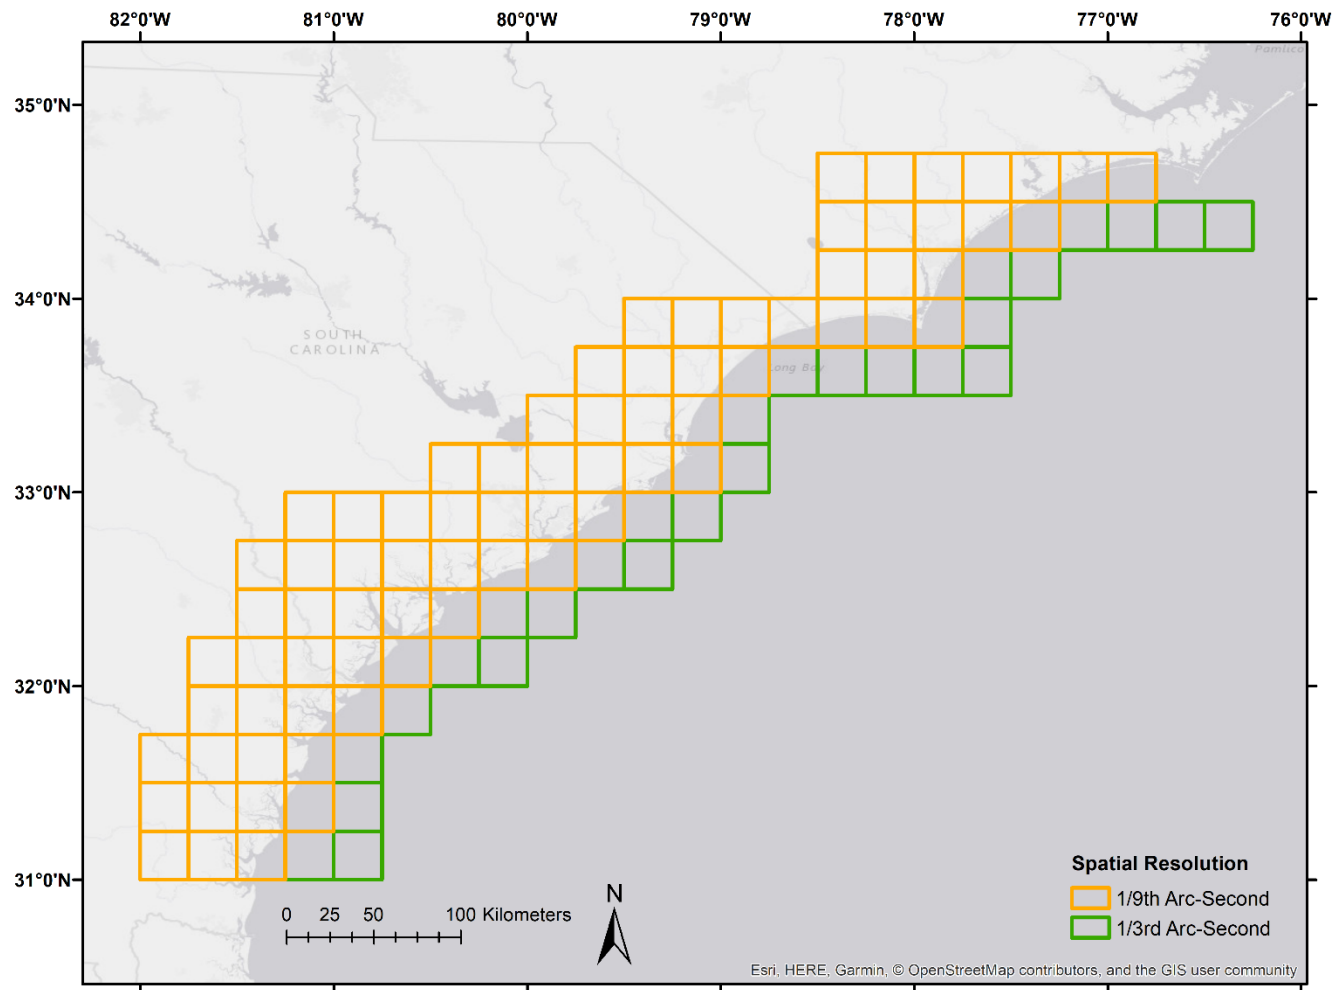 82°0'W 81°0'W 80°0'W 79°0'W 78°0'W 77°0'W 76°0'W
Pamlico
35°0'N
34°0'N
SOUTH
CAROLINA
Long Bay
33°0'N
32°0'N
31°0'N
Spatial Resolution
1/9th Arc-Second
1/3rd Arc-Second
N
0 25 50 100 Kilometers
Esri, HERE, Garmin, © OpenStreetMap contributors, and the GIS user community